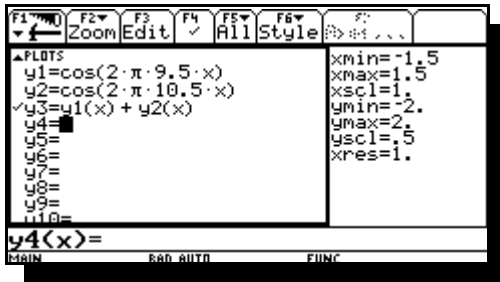 F1 F2▾ F3 F4 F5▾ F6▾ F7
Zoom Edit ✓ All Style
▴PLOTS
y1=cos(2·π·9.5·x)
y2=cos(2·π·10.5·x)
✓y3=y1(x)+y2(x)
y4=
y5=
y6=
y7=
y8=
y9=
y10=
xmin=-1.5
xmax=1.5
xscl=1.
ymin=-2.
ymax=2.
yscl=.5
xres=1.
y4(x)=
MAIN RAD AUTO FUNC